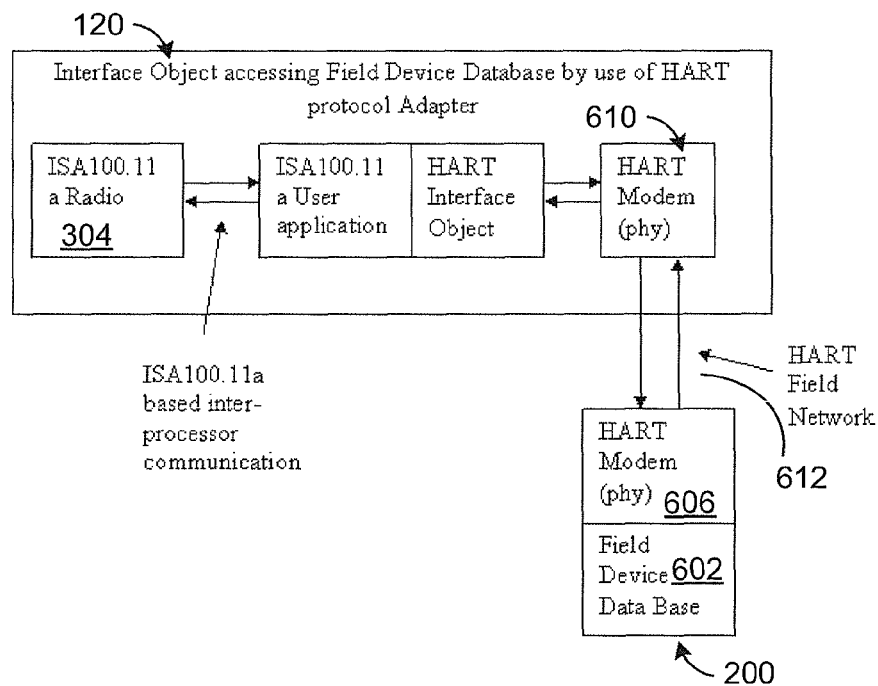 120
Interface Object accessing Field Device Database by use of HART
protocol Adapter
610
ISA100.11
a Radio
304
ISA100.11
a User
application
HART
Interface
Object
HART
Modem
(phy)
ISA100.11a
based inter-
processor
communication
HART
Field
Network
612
HART
Modem
(phy) 606
Field
Device 602
Data Base
200